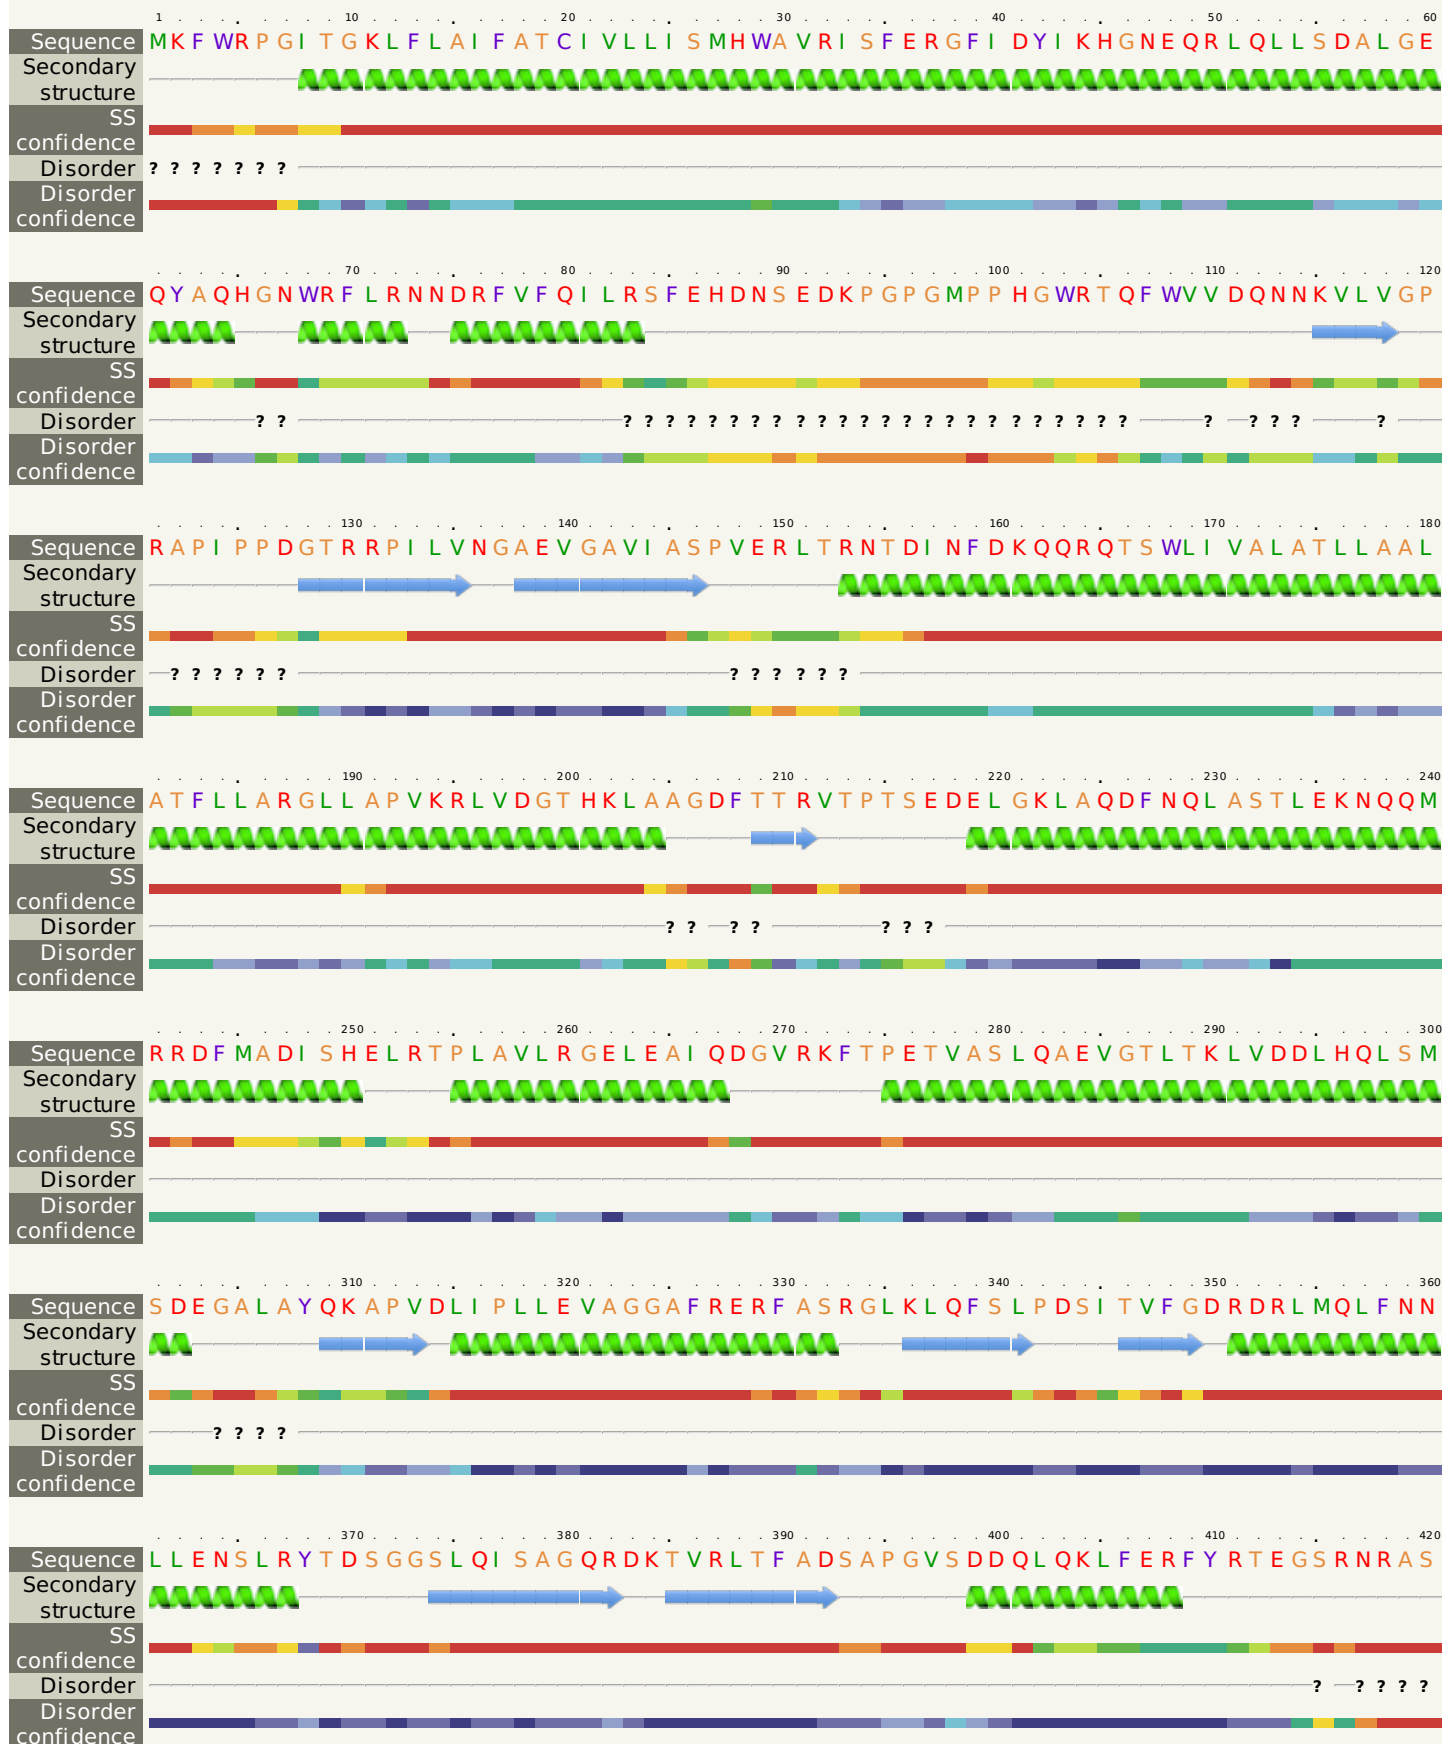 1 10 20 30 40 50 60
Sequence MKFWRPGITGKLFLAIFATCIVLLISMHWAVRISFERGFIDYIKHGNEQRLQLLSDALGE
Secondary
structure
SS
confidence
Disorder ? ? ? ? ? ? ?
Disorder
confidence
70 80 90 100 110 120
Sequence QYAQHGNWRFLRNNDRFVFQILRSFEHDNSEDKPGPGMPPHGWRTQFWVVDQNNKVLVGP
Secondary
structure
SS
confidence
Disorder ? ? ? ? ? ? ? ? ? ? ? ? ? ? ? ? ? ? ? ? ? ? ? ? ? ? ? ? ? ? ?
Disorder
confidence
130 140 150 160 170 180
Sequence RAPIPPDGTRRPILVNGAEVGAVIASPVERLTRNTDINFDKQQRQTSWLIVALATLLAAL
Secondary
structure
SS
confidence
Disorder ? ? ? ? ? ? ? ? ? ? ? ?
Disorder
confidence
190 200 210 220 230 240
Sequence ATFLLARGLLAPVKRLVDGTHKLAAGDFTTRVTPTSEDELGKLAQDFNQLASTLEKNQQM
Secondary
structure
SS
confidence
Disorder ? ? ? ? ? ? ?
Disorder
confidence
250 260 270 280 290 300
Sequence RRDFMADISHELRTPLAVLRGELEAIQDGVRKFTPETVASLQAEVGTLTKLVDDLHQLSM
Secondary
structure
SS
confidence
Disorder
Disorder
confidence
310 320 330 340 350 360
Sequence SDEGALAYQKAPVDLIPLLEVAGGAFRERFASRGLKLQFSLPDSITVFGDRDRLMQLFNN
Secondary
structure
SS
confidence
Disorder ? ? ? ?
Disorder
confidence
370 380 390 400 410 420
Sequence LLENSLRYTDSGGSLQISAGQRDKTVRLTFADSAPGVSDDQLQKLFERFYRTEGSRNRAS
Secondary
structure
SS
confidence
Disorder ? ? ? ? ?
Disorder
confidence